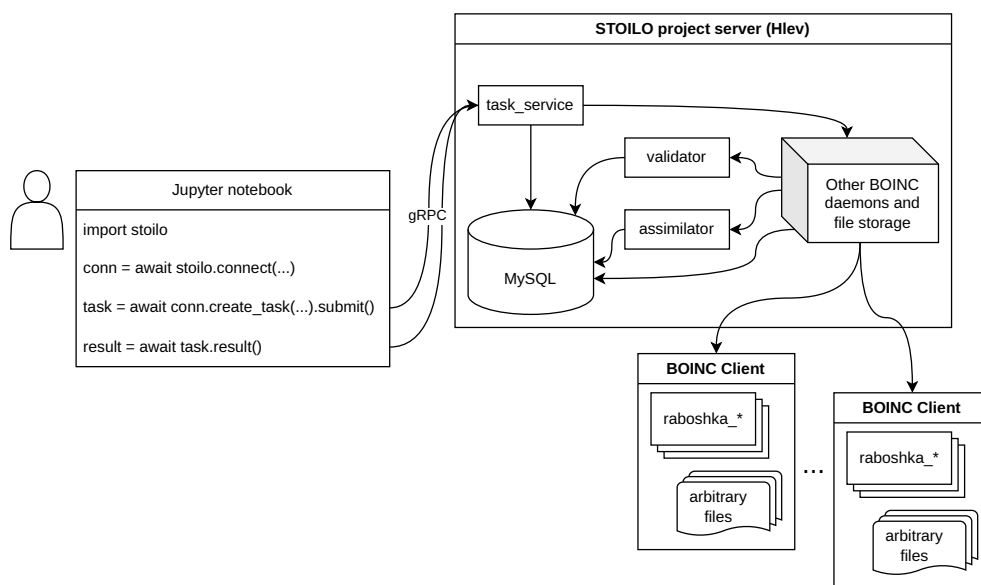 STOILO project server (Hlev)
task_service
validator
assimilator
MySQL
Other BOINC
daemons and
file storage
Jupyter notebook
import stoilo
conn = await stoilo.connect(...)
task = await conn.create_task(...).submit()
result = await task.result()
gRPC
BOINC Client
raboshka_*
arbitrary
files
...
BOINC Client
raboshka_*
arbitrary
files